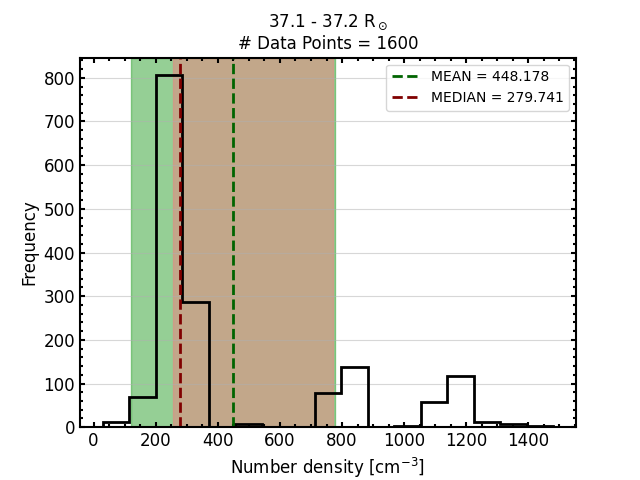 37.1 - 37.2 R⊙
# Data Points = 1600
MEAN = 448.178
MEDIAN = 279.741
Frequency
800
700
600
500
400
300
200
100
0
0 200 400 600 800 1000 1200 1400
Number density [cm⁻³]